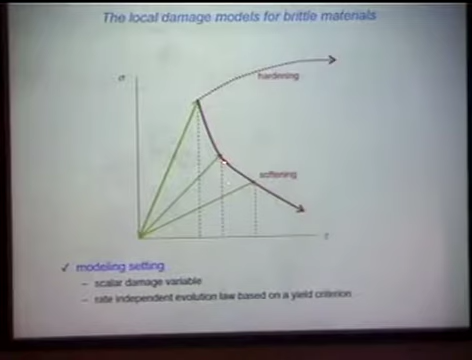 The local damage models for brittle materials
σ
hardening
softening
ε
✓ modeling setting
– scalar damage variable
– rate independent evolution law based on a yield criterion